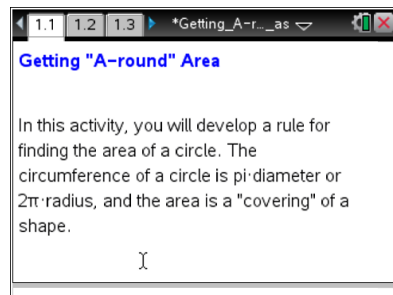 1.1 1.2 1.3 *Getting_A-r..._as
Getting "A-round" Area
In this activity, you will develop a rule for
finding the area of a circle. The
circumference of a circle is pi·diameter or
2π·radius, and the area is a "covering" of a
shape.